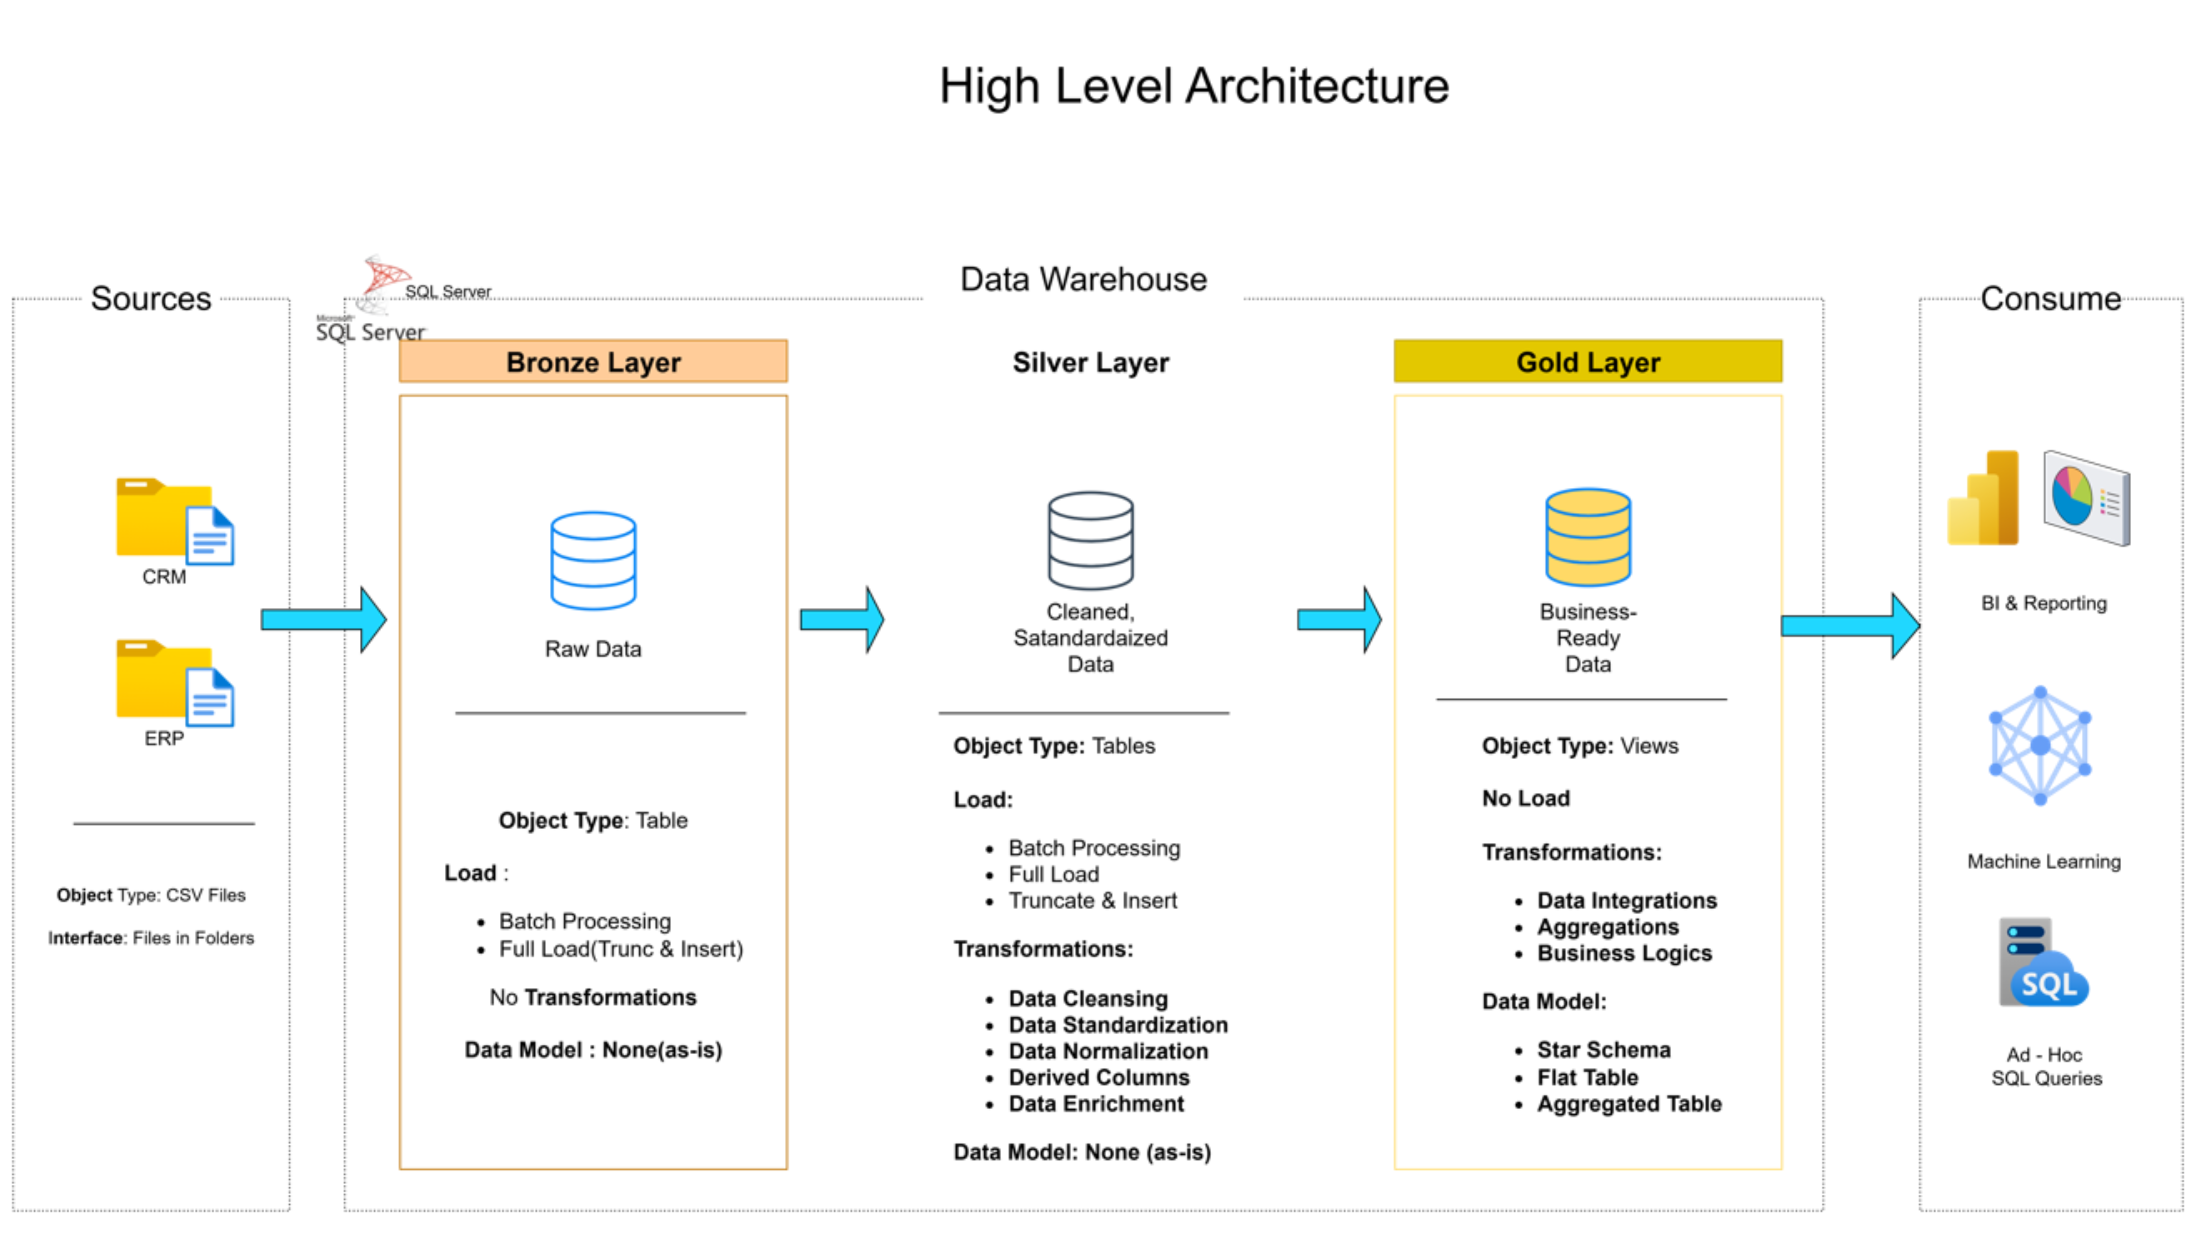 High Level Architecture
Sources
CRM
ERP
Object Type: CSV Files
Interface: Files in Folders
Data Warehouse
SQL Server
Microsoft
SQL Server
Bronze Layer
Raw Data
Object Type: Table
Load :
• Batch Processing
• Full Load(Trunc & Insert)
No Transformations
Data Model : None(as-is)
Silver Layer
Cleaned,
Satandardaized
Data
Object Type: Tables
Load:
• Batch Processing
• Full Load
• Truncate & Insert
Transformations:
• Data Cleansing
• Data Standardization
• Data Normalization
• Derived Columns
• Data Enrichment
Data Model: None (as-is)
Gold Layer
Business-
Ready
Data
Object Type: Views
No Load
Transformations:
• Data Integrations
• Aggregations
• Business Logics
Data Model:
• Star Schema
• Flat Table
• Aggregated Table
Consume
BI & Reporting
Machine Learning
SQL
Ad - Hoc
SQL Queries